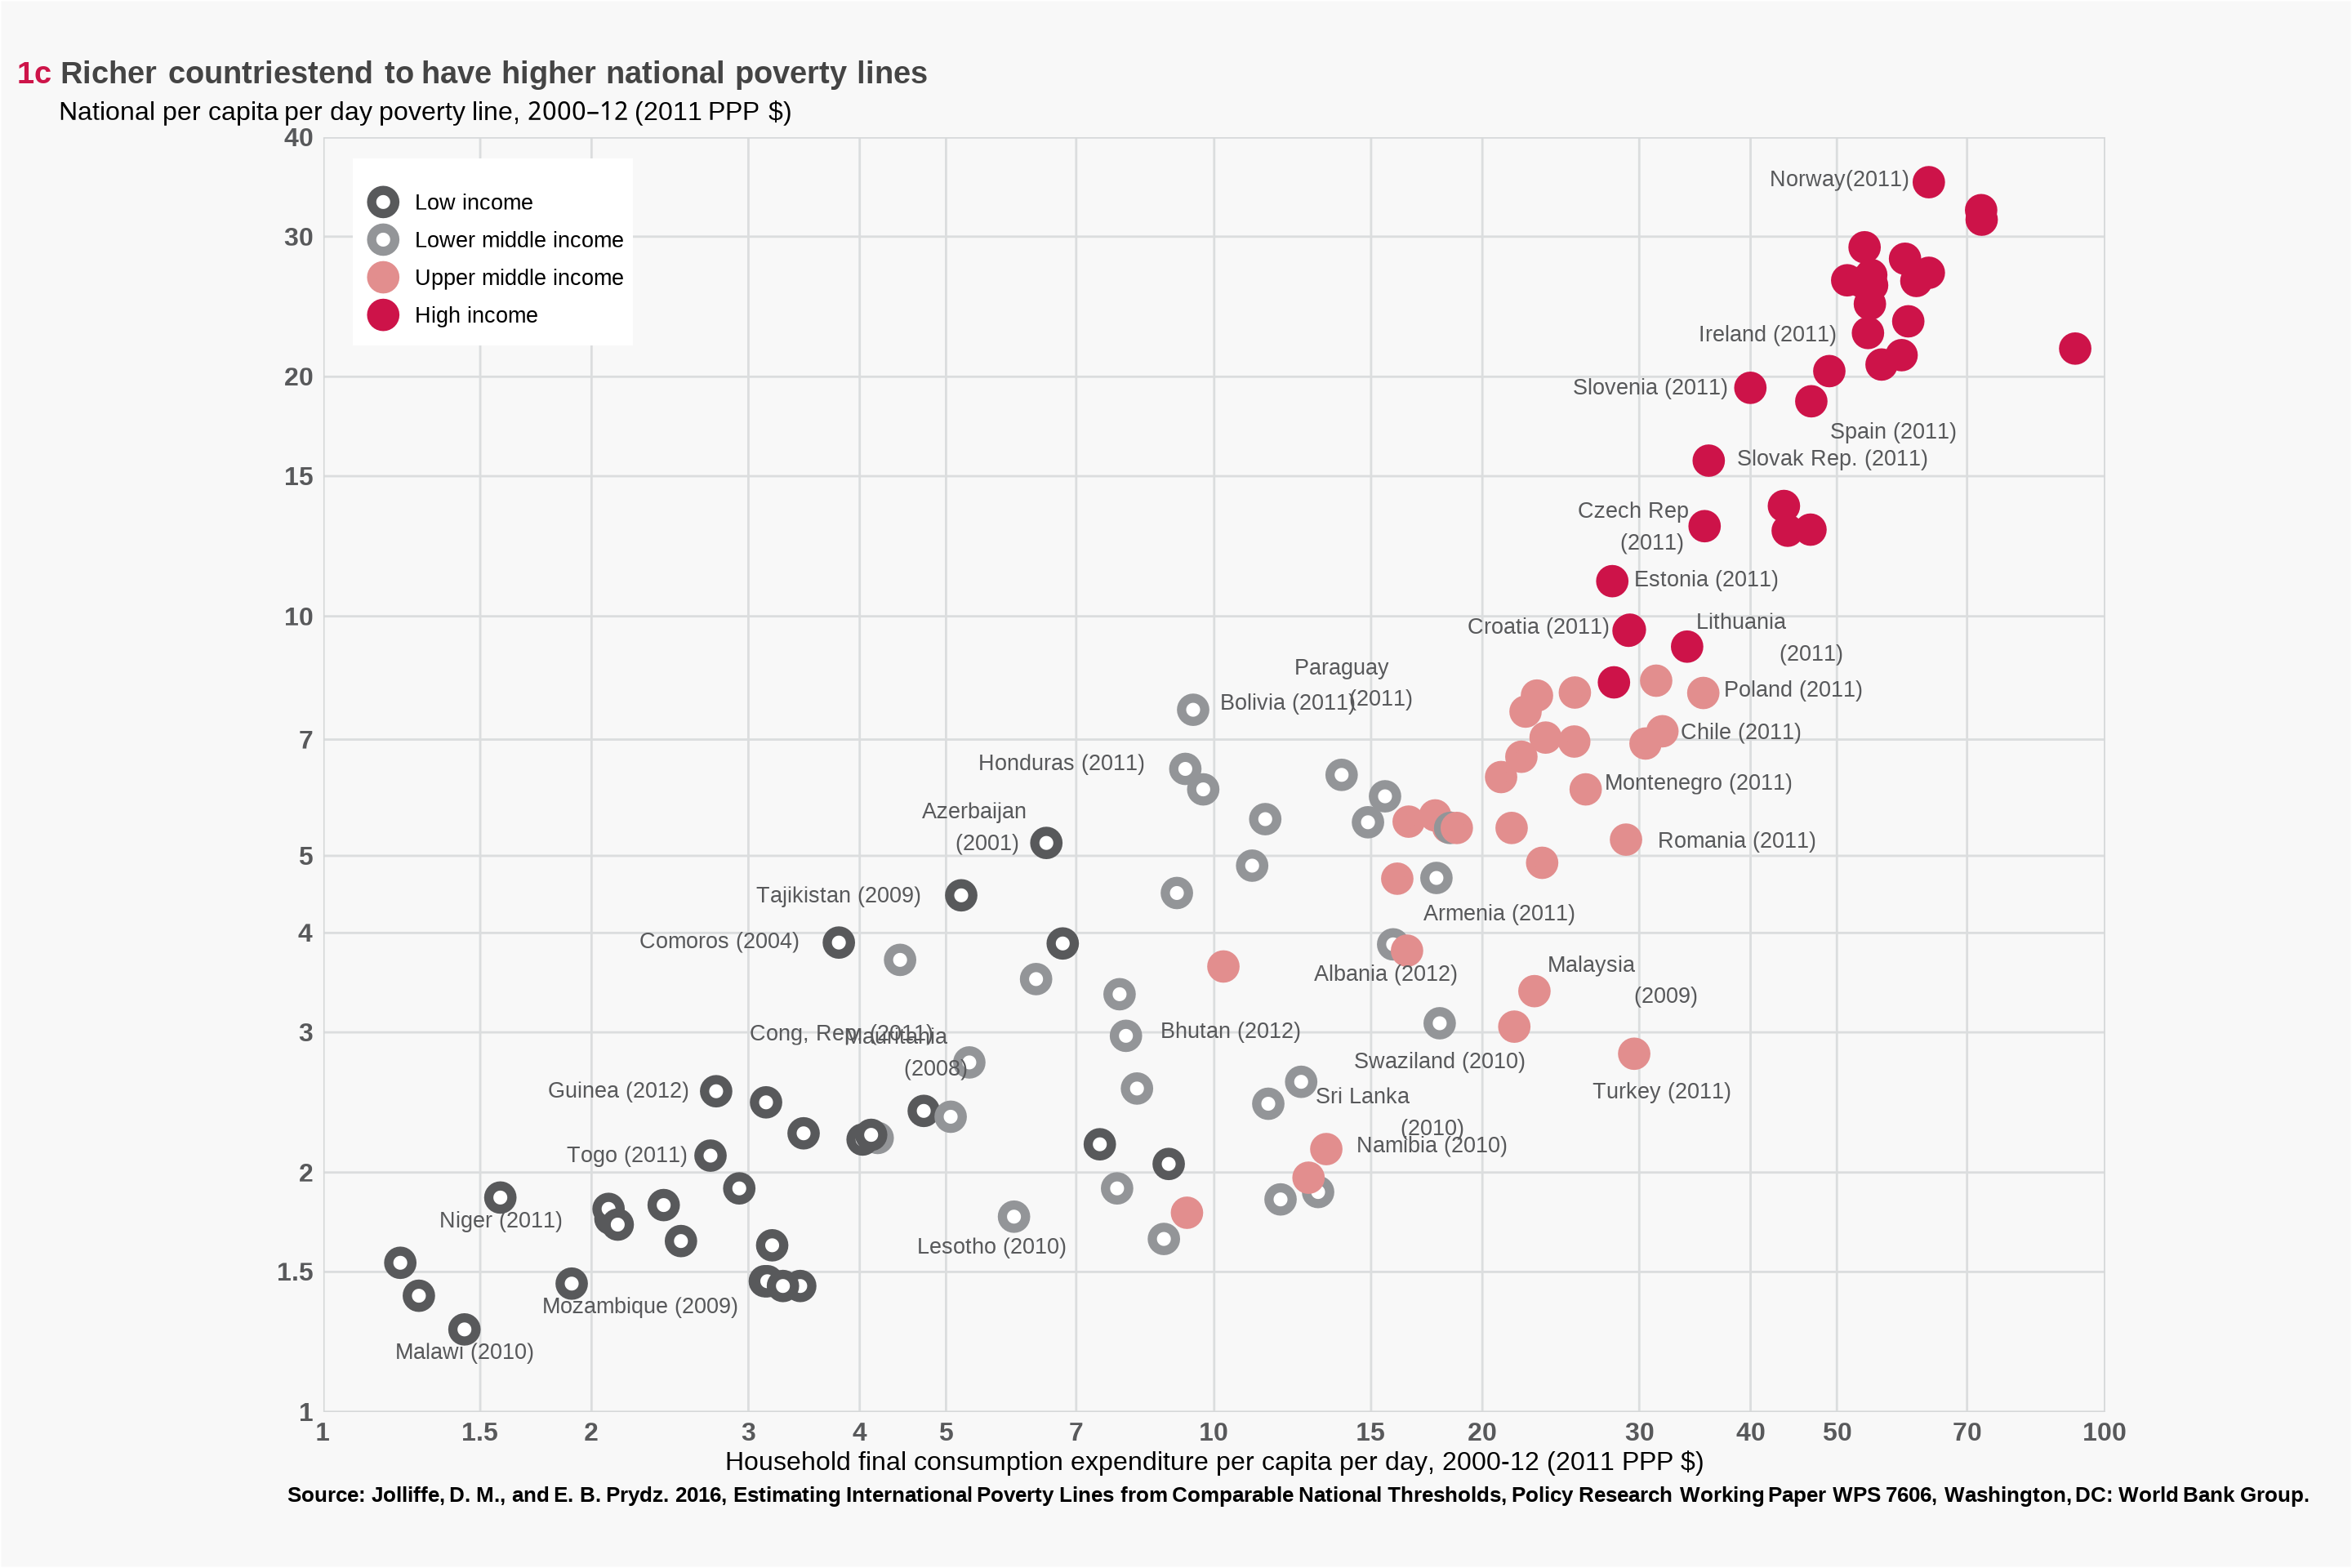 1c Richer countriestend to have higher national poverty lines
National per capita per day poverty line, 2000–12 (2011 PPP $)
40
30
20
15
10
7
5
4
3
2
1.5
1
Low income
Lower middle income
Upper middle income
High income
Norway(2011)
Ireland (2011)
Slovenia (2011)
Spain (2011)
Slovak Rep. (2011)
Czech Rep
(2011)
Estonia (2011)
Croatia (2011)
Lithuania
(2011)
Paraguay
(2011)
Bolivia (2011)
Poland (2011)
Chile (2011)
Honduras (2011)
Montenegro (2011)
Azerbaijan
(2001)
Romania (2011)
Tajikistan (2009)
Armenia (2011)
Comoros (2004)
Albania (2012)
Malaysia
(2009)
Cong, Rep. (2011)
Mauritania
(2008)
Bhutan (2012)
Swaziland (2010)
Turkey (2011)
Guinea (2012)
Sri Lanka
(2010)
Namibia (2010)
Togo (2011)
Niger (2011)
Lesotho (2010)
Mozambique (2009)
Malawi (2010)
1 1.5 2 3 4 5 7 10 15 20 30 40 50 70 100
Household final consumption expenditure per capita per day, 2000-12 (2011 PPP $)
Source: Jolliffe, D. M., and E. B. Prydz. 2016, Estimating International Poverty Lines from Comparable National Thresholds, Policy Research Working Paper WPS 7606, Washington, DC: World Bank Group.